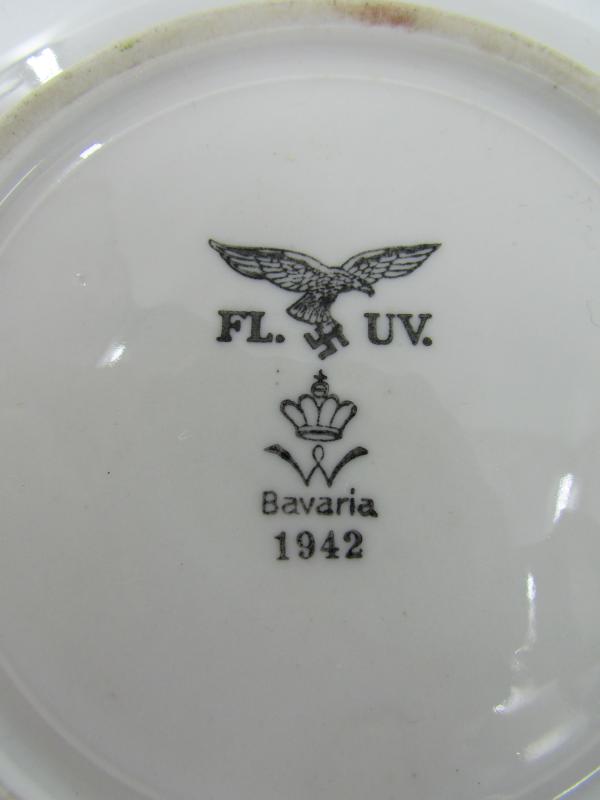 FL. UV.
W
Bavaria
1942